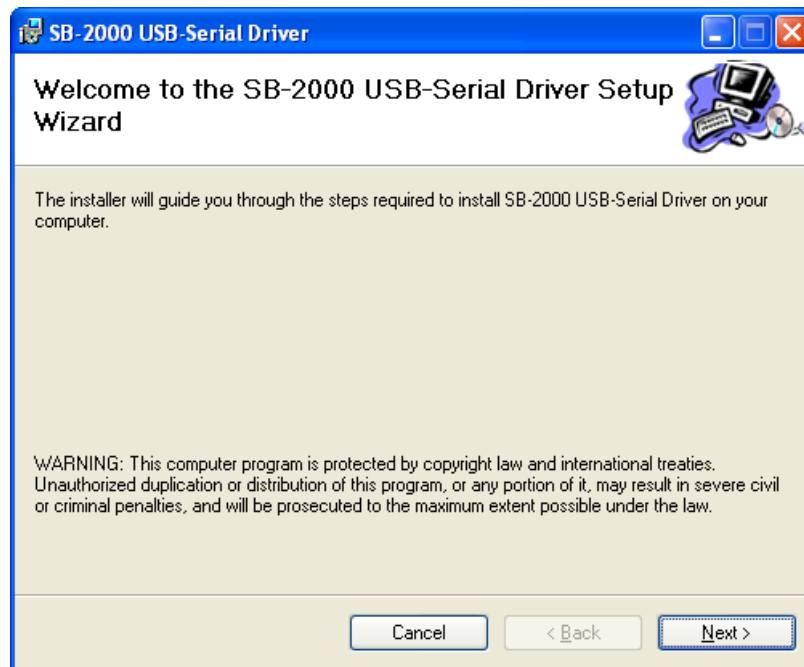 SB-2000 USB-Serial Driver
Welcome to the SB-2000 USB-Serial Driver Setup
Wizard
The installer will guide you through the steps required to install SB-2000 USB-Serial Driver on your
computer.
WARNING: This computer program is protected by copyright law and international treaties.
Unauthorized duplication or distribution of this program, or any portion of it, may result in severe civil
or criminal penalties, and will be prosecuted to the maximum extent possible under the law.
Cancel < Back Next >